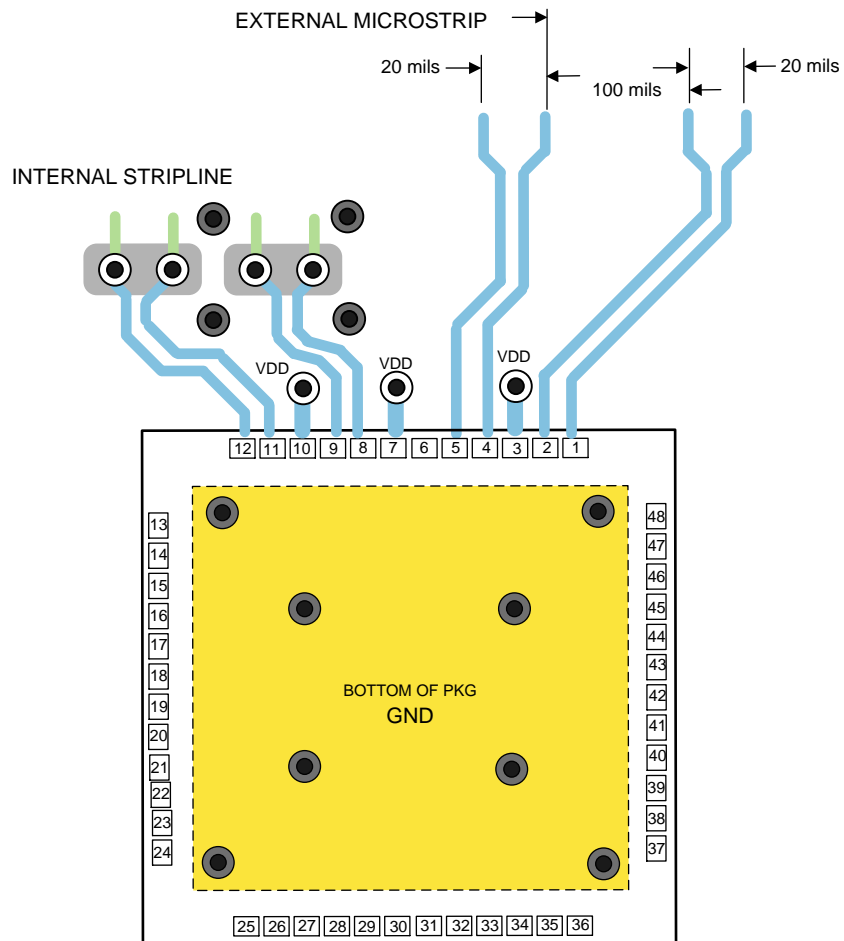 EXTERNAL MICROSTRIP
20 mils
100 mils
20 mils
INTERNAL STRIPLINE
VDD
VDD
VDD
12 11 10 9 8 7 6 5 4 3 2 1
13
14
15
16
17
18
19
20
21
22
23
24
48
47
46
45
44
43
42
41
40
39
38
37
BOTTOM OF PKG
GND
25 26 27 28 29 30 31 32 33 34 35 36